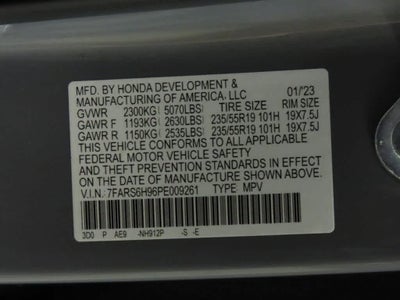 MFD. BY HONDA DEVELOPMENT &
MANUFACTURING OF AMERICA, LLC 01/'23
GVWR 2300KG( 5070LBS) TIRE SIZE RIM SIZE
GAWR F 1193KG( 2630LBS) 235/55R19 101H 19X7.5J
GAWR R 1150KG( 2535LBS) 235/55R19 101H 19X7.5J
THIS VEHICLE CONFORMS TO ALL APPLICABLE
FEDERAL MOTOR VEHICLE SAFETY, BUMPER,
AND THEFT PREVENTION STANDARDS IN EFFECT
ON THE DATE OF MANUFACTURE SHOWN ABOVE.
V.I.N. 7FARS6H96PE009261 TYPE MPV
3D0 P AE9 -NH912P -S -E